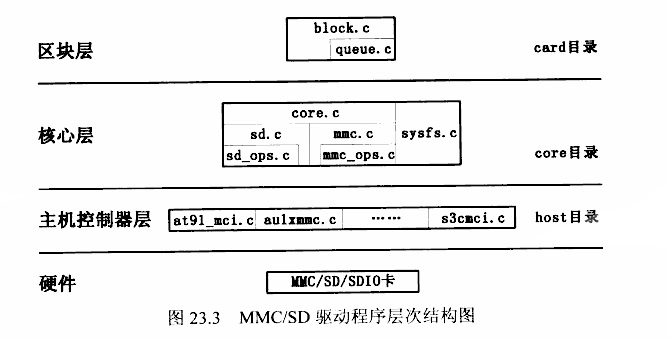 区块层 block.c card目录
queue.c
核心层 core.c
sd.c mmc.c sysfs.c
sd_ops.c mmc_ops.c core目录
主机控制器层 at91_mci.c au1xmmc.c …… s3cmci.c host目录
硬件 MMC/SD/SDIO卡
图 23.3 MMC/SD 驱动程序层次结构图